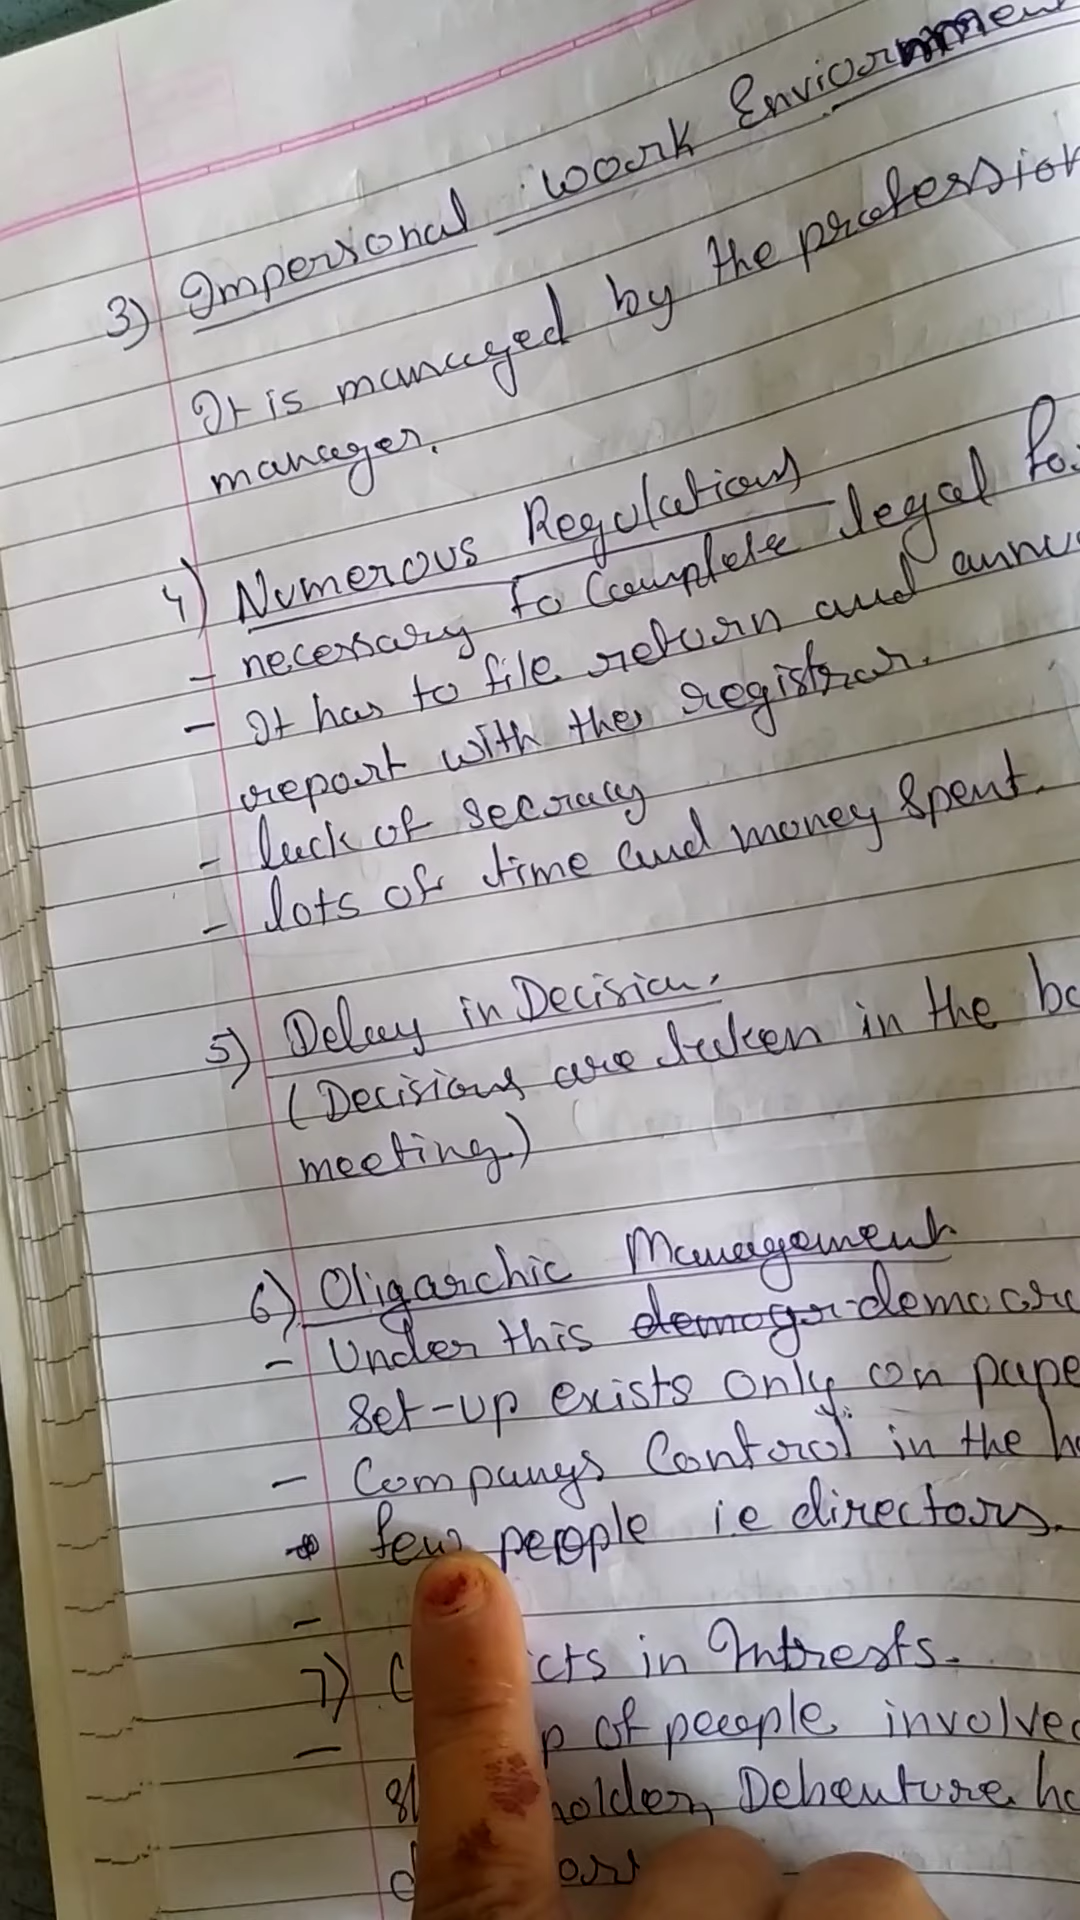 3) Impersonal work Enviornment
It is managed by the profession
manager.
4) Numerous Regulations
- necessary to complete legal fo
- It has to file return and annu
report with the registrar.
- lack of secracy
- lots of time and money spent.
5) Delay in Decision.
(Decisions are taken in the bo
meeting.)
6) Oligarchic Management
- Under this demogr democra
set-up exists only on pape
- Companys Control in the ha
few people i.e directors.
-
7) C cts in Intrests.
- p of people involved
sh holder, Debenture ho
d or